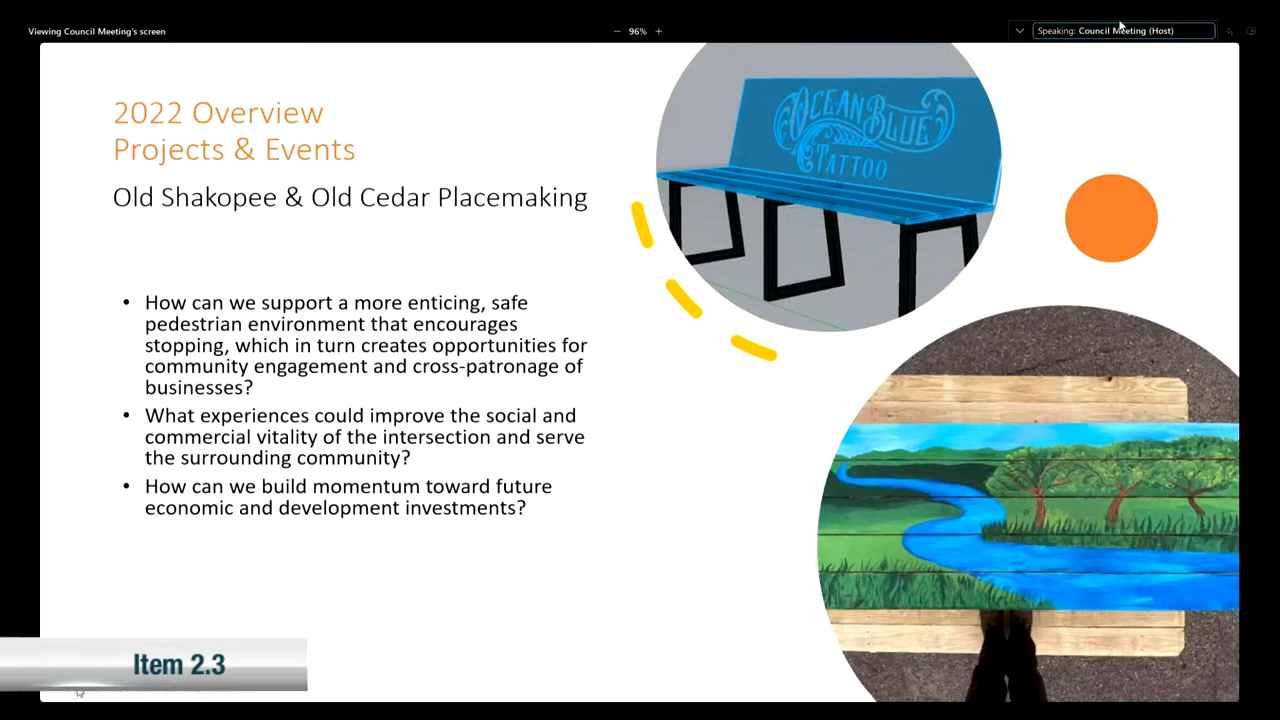 Viewing Council Meeting's screen
− 96% +
Speaking: Council Meeting (Host)
2022 Overview
Projects & Events
Old Shakopee & Old Cedar Placemaking
• How can we support a more enticing, safe
pedestrian environment that encourages
stopping, which in turn creates opportunities for
community engagement and cross-patronage of
businesses?
• What experiences could improve the social and
commercial vitality of the intersection and serve
the surrounding community?
• How can we build momentum toward future
economic and development investments?
OCEAN BLUE
TATTOO
Item 2.3